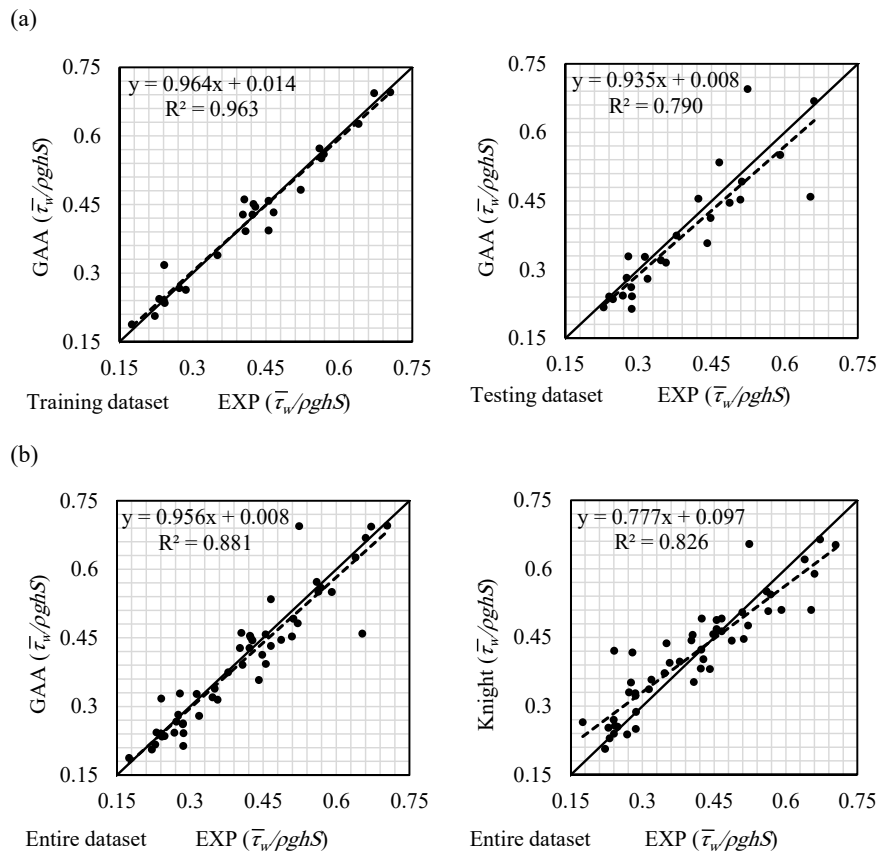 (a)
y = 0.964x + 0.014
R² = 0.963
0.75
0.6
0.45
0.3
0.15
GAA (τ̅w/ρghS)
0.15 0.3 0.45 0.6 0.75
Training dataset EXP (τ̅w/ρghS)
y = 0.935x + 0.008
R² = 0.790
0.75
0.6
0.45
0.3
0.15
GAA (τ̅w/ρghS)
0.15 0.3 0.45 0.6 0.75
Testing dataset EXP (τ̅w/ρghS)
(b)
y = 0.956x + 0.008
R² = 0.881
0.75
0.6
0.45
0.3
0.15
GAA (τ̅w/ρghS)
0.15 0.3 0.45 0.6 0.75
Entire dataset EXP (τ̅w/ρghS)
y = 0.777x + 0.097
R² = 0.826
0.75
0.6
0.45
0.3
0.15
Knight (τ̅w/ρghS)
0.15 0.3 0.45 0.6 0.75
Entire dataset EXP (τ̅w/ρghS)